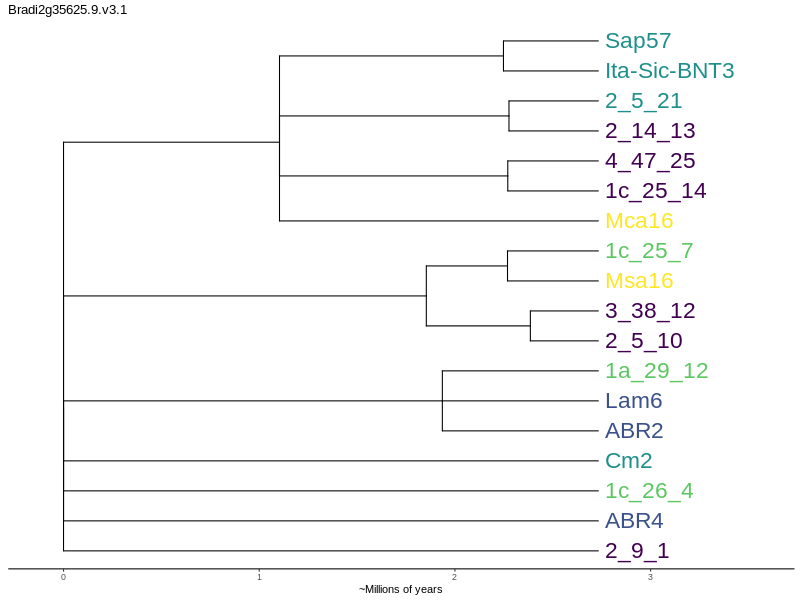 Bradi2g35625.9.v3.1
Sap57
Ita-Sic-BNT3
2_5_21
2_14_13
4_47_25
1c_25_14
Mca16
1c_25_7
Msa16
3_38_12
2_5_10
1a_29_12
Lam6
ABR2
Cm2
1c_26_4
ABR4
2_9_1
0 1 2 3
~Millions of years